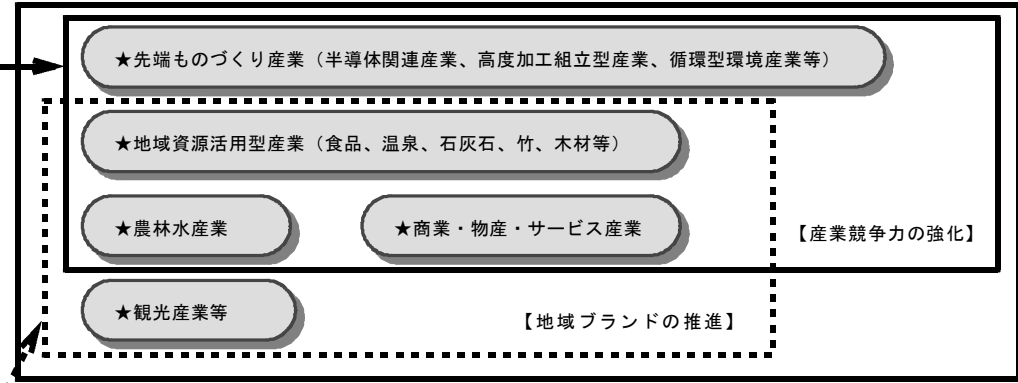 ★先端ものづくり産業（半導体関連産業、高度加工組立型産業、循環型環境産業等）
★地域資源活用型産業（食品、温泉、石灰石、竹、木材等）
★農林水産業
★商業・物産・サービス産業
【産業競争力の強化】
★観光産業等
【地域ブランドの推進】